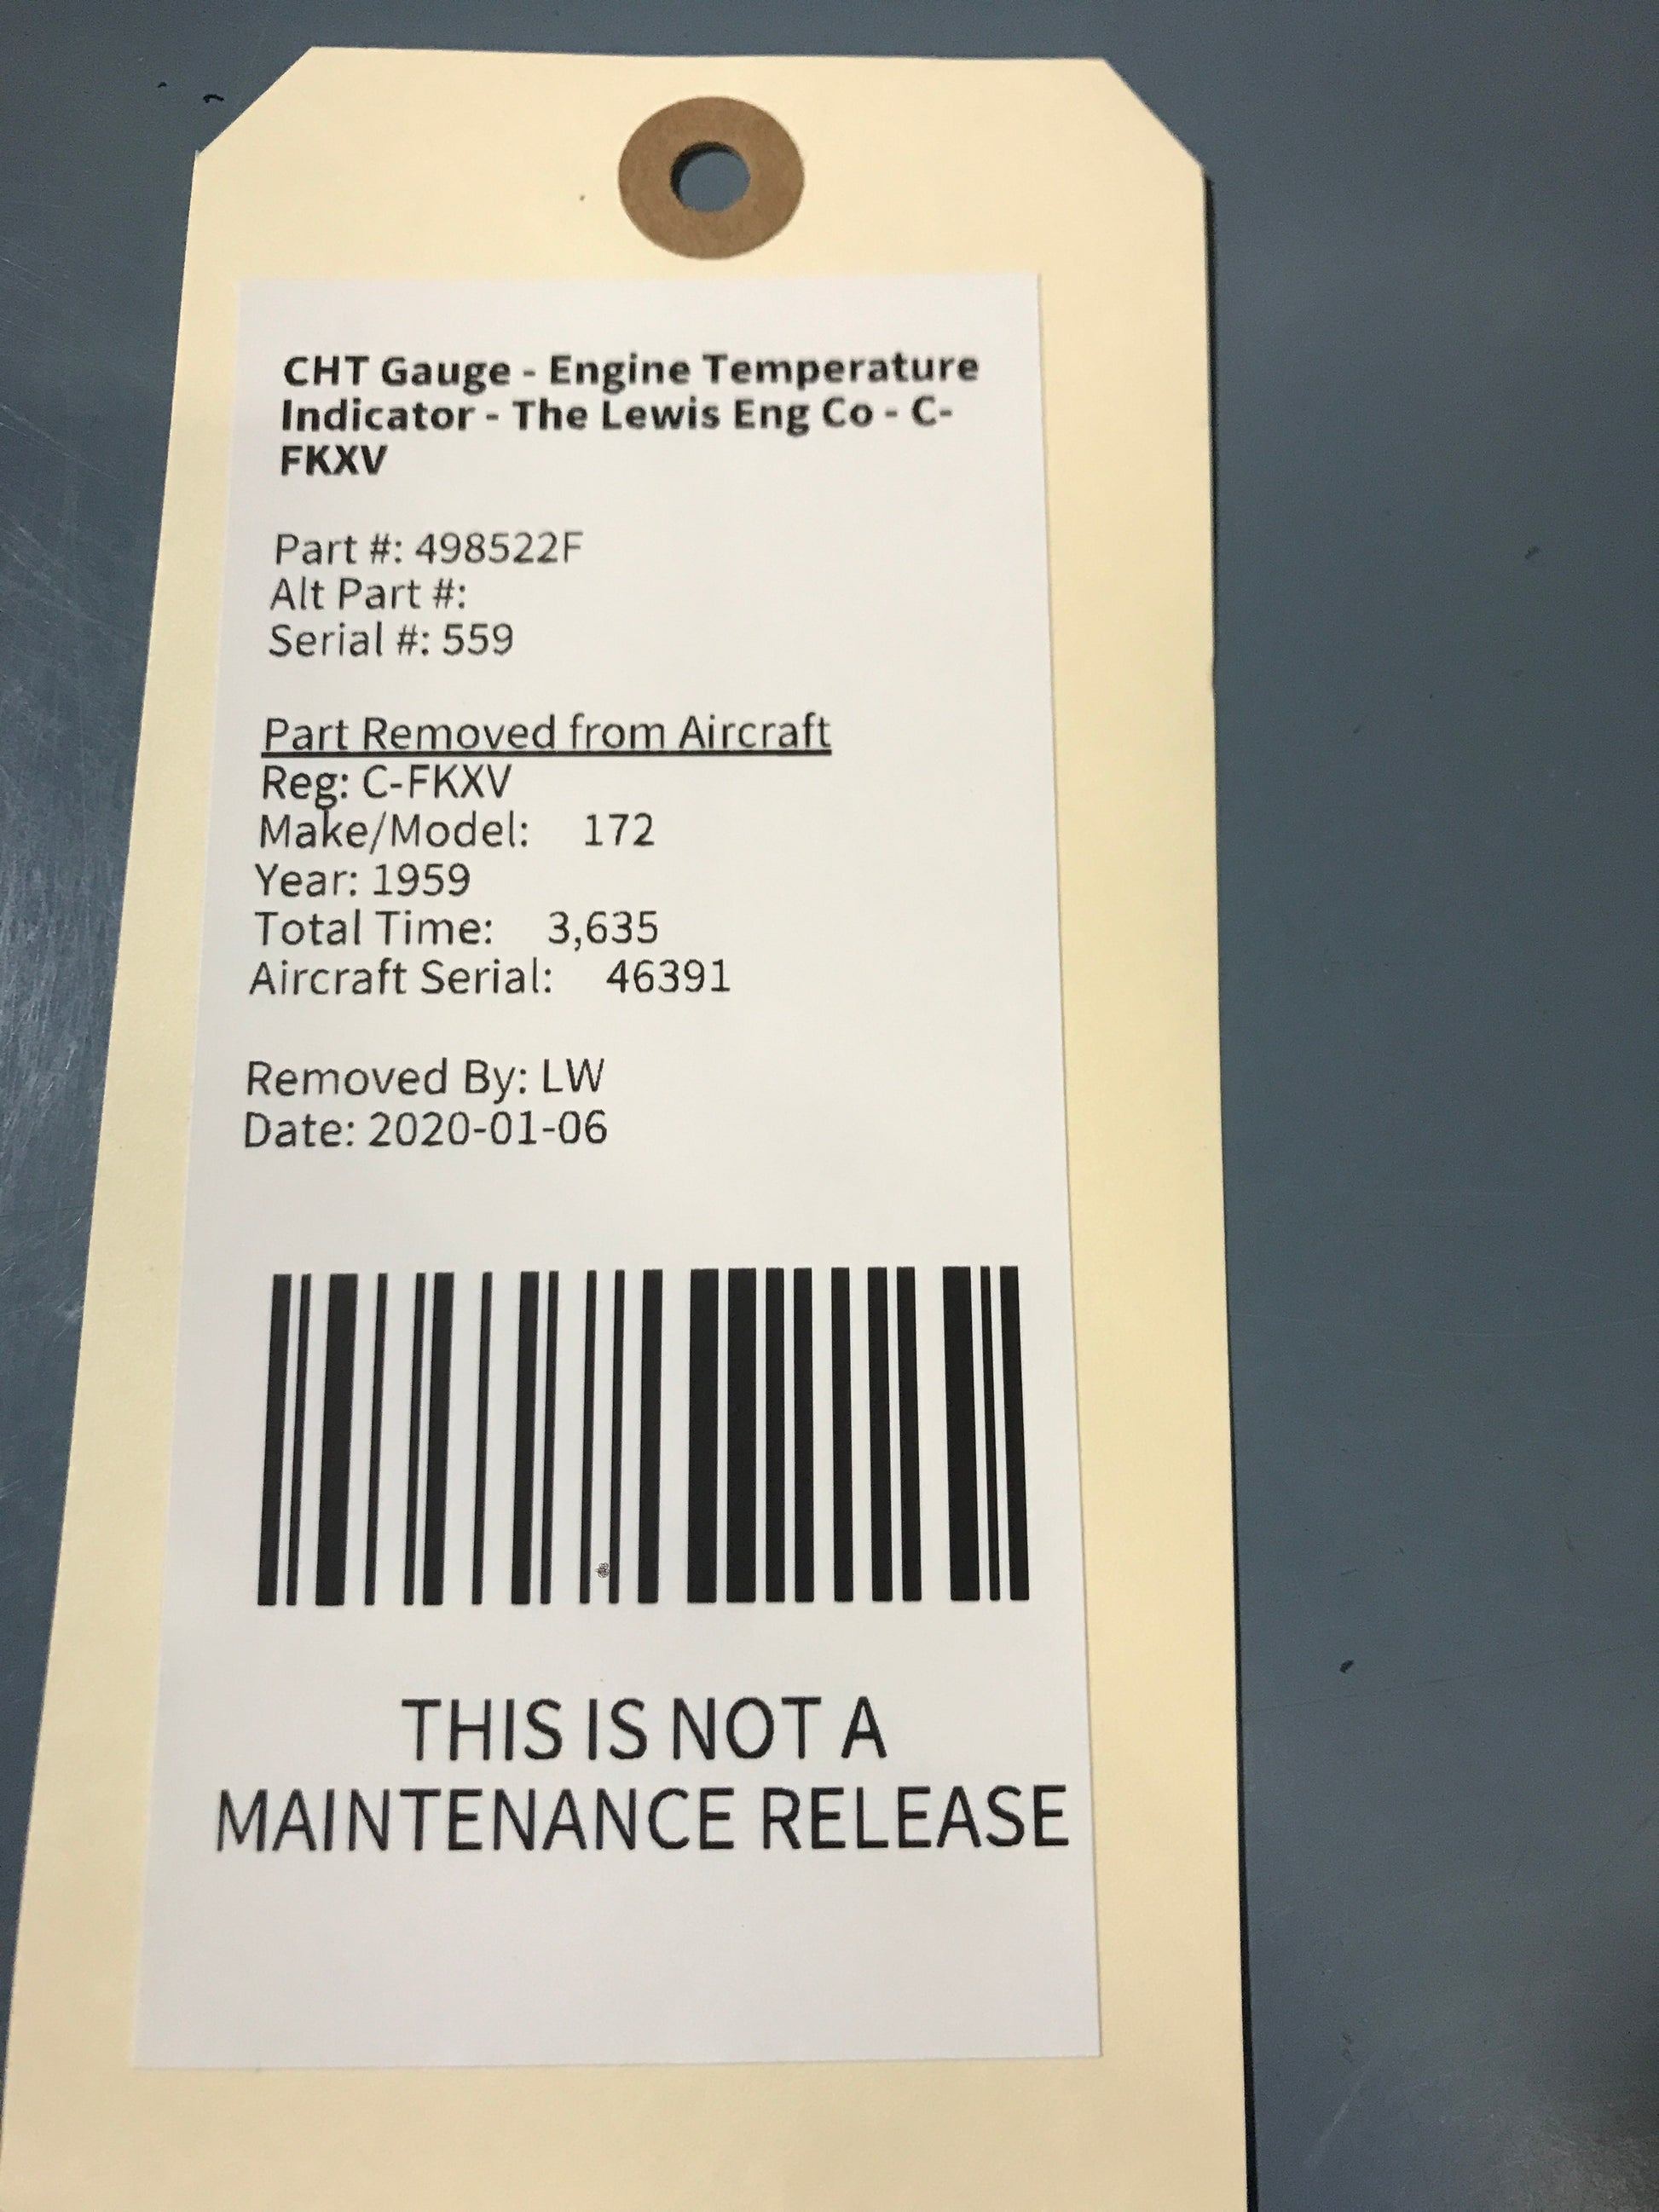 CHT Gauge - Engine Temperature
Indicator - The Lewis Eng Co - C-
FKXV
Part #: 498522F
Alt Part #:
Serial #: 559
Part Removed from Aircraft
Reg: C-FKXV
Make/Model: 172
Year: 1959
Total Time: 3,635
Aircraft Serial: 46391
Removed By: LW
Date: 2020-01-06
THIS IS NOT A
MAINTENANCE RELEASE